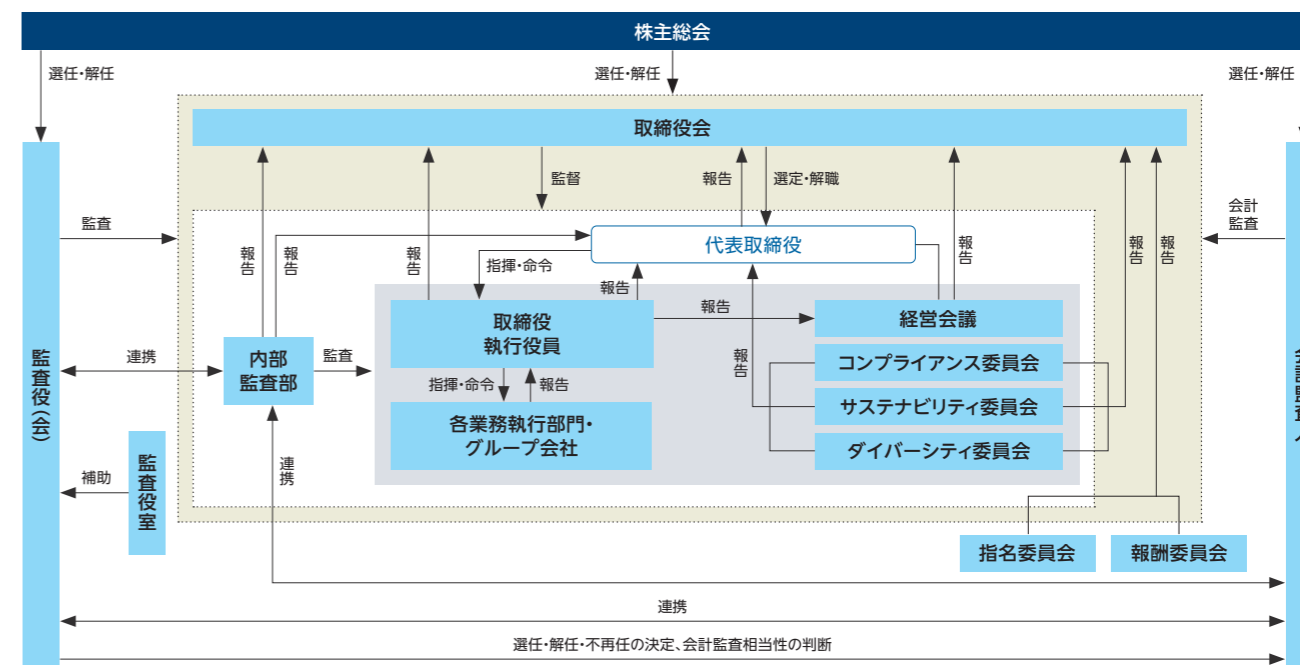 株主総会
選任・解任
選任・解任
選任・解任
取締役会
監督
報告
選定・解職
監査
会計
監査
報告
報告
報告
代表取締役
報告
報告
報告
指揮・命令
報告
取締役
執行役員
報告
経営会議
監査役(会)
連携
内部
監査部
監査
報告
コンプライアンス委員会
指揮・命令
報告
サステナビリティ委員会
各業務執行部門・
グループ会社
ダイバーシティ委員会
補助
監査役室
連携
指名委員会
報酬委員会
連携
選任・解任・不再任の決定、会計監査相当性の判断